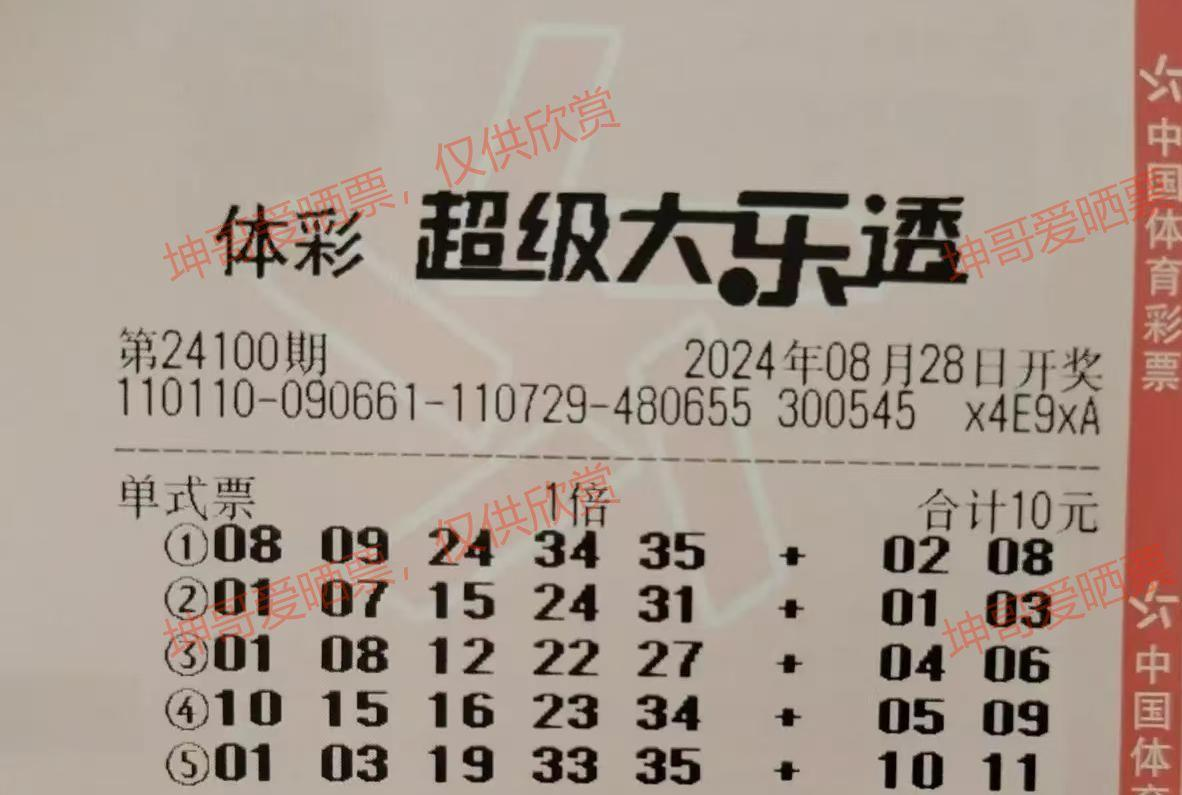 坤哥爱晒票，仅供欣赏
体彩 超级大乐透
坤哥爱晒票
第24100期 2024年08月28日开奖
110110-090661-110729-480655 300545 x4E9xA
单式票 1倍 合计10元
①08 09 24 34 35 + 02 08
②01 07 15 24 31 + 01 03
③01 08 12 22 27 + 04 06
④10 15 16 23 34 + 05 09
⑤01 03 19 33 35 + 10 11
坤哥爱晒票，仅供欣赏
坤哥爱晒票
中国体育彩票
中国体